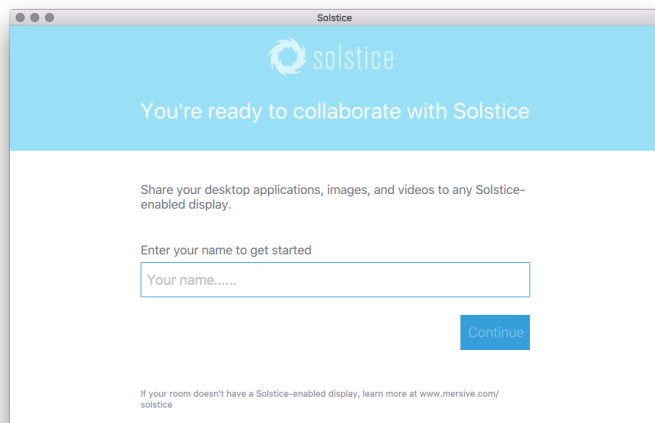 Solstice
solstice
You're ready to collaborate with Solstice
Share your desktop applications, images, and videos to any Solstice-
enabled display.
Enter your name to get started
Your name......
Continue
If your room doesn't have a Solstice-enabled display, learn more at www.mersive.com/
solstice